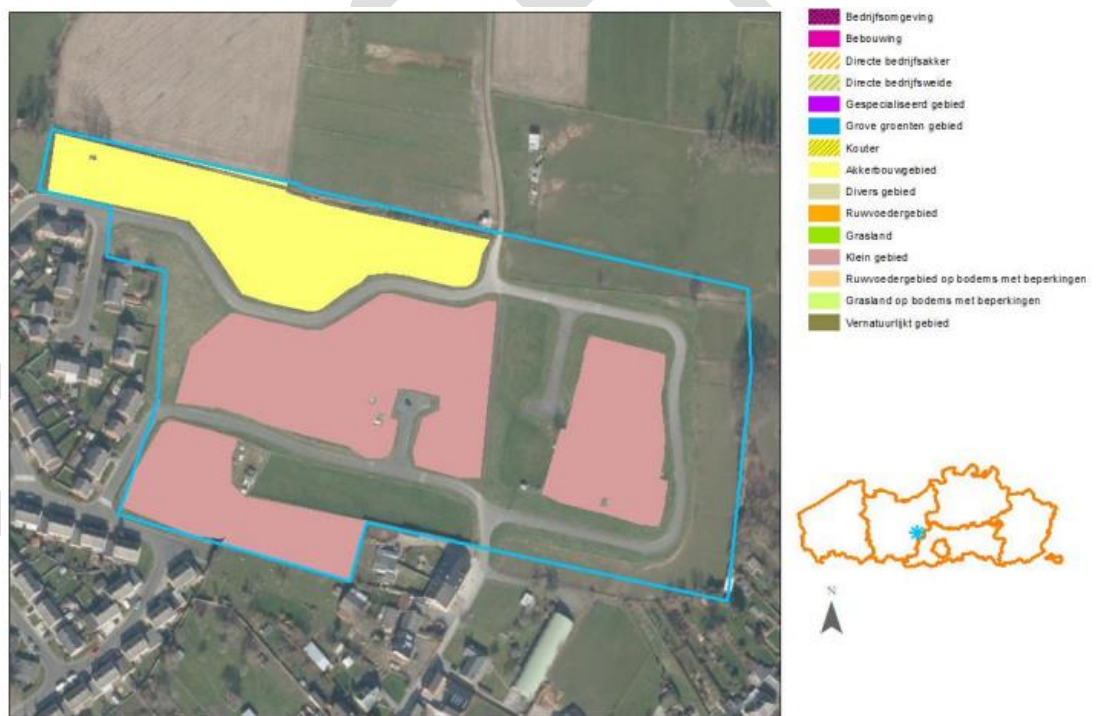 Bedrijfsomgeving
Bebouwing
Directe bedrijfsakker
Directe bedrijfsweide
Gespecialiseerd gebied
Grove groenten gebied
Kouter
Akkerbouwgebied
Divers gebied
Ruwvoedergebied
Grasland
Klein gebied
Ruwvoedergebied op bodems met beperkingen
Grasland op bodems met beperkingen
Vernatuurlijkt gebied
N